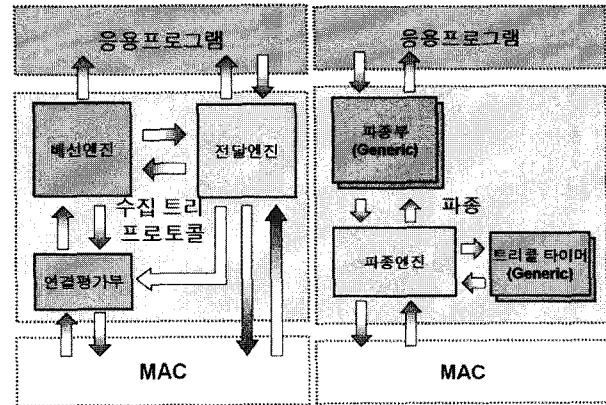 응용프로그램
배선엔진
전달엔진
수집 트리
프로토콜
연결평가부
MAC
응용프로그램
파종부
(Generic)
파종
파종엔진
트리클 타이머
(Generic)
MAC